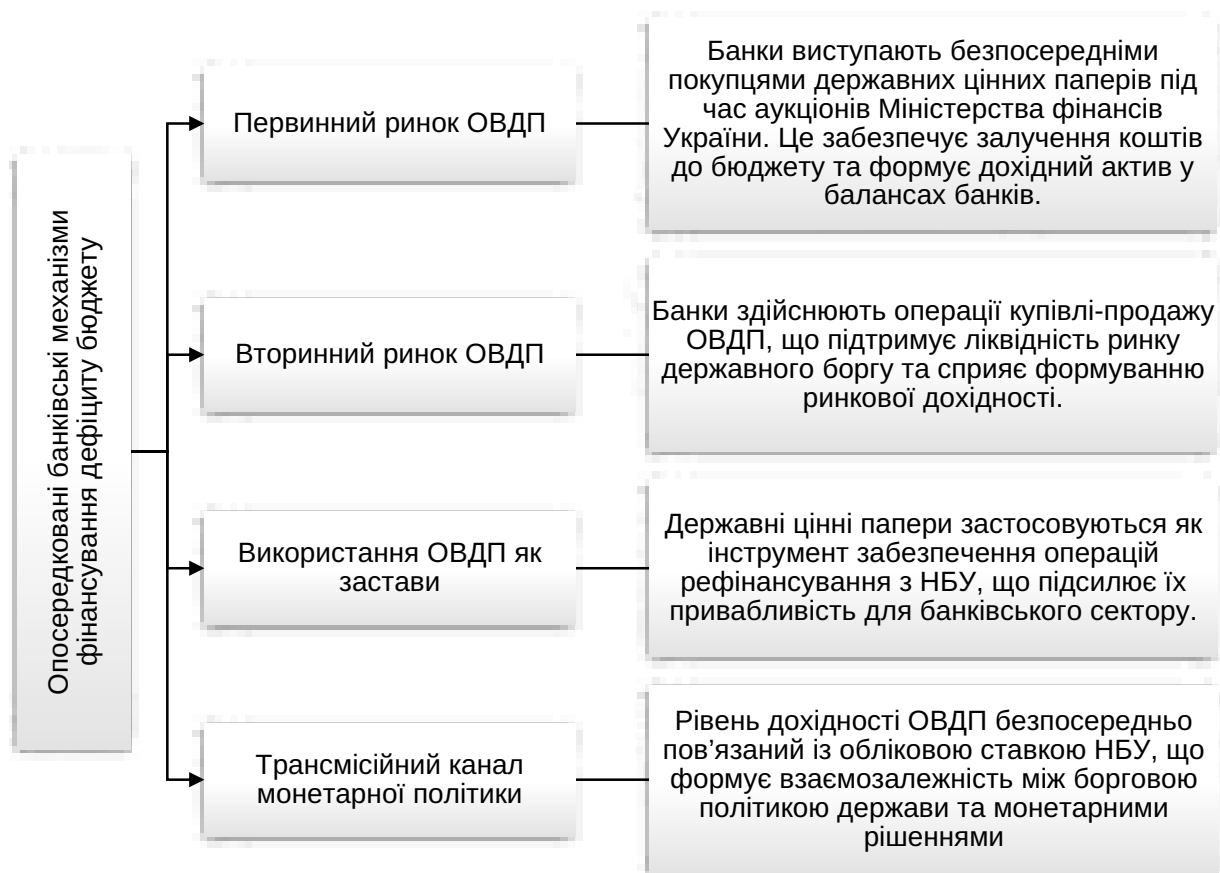 Опосередковані банківські механізми
фінансування дефіциту бюджету
Первинний ринок ОВДП
Банки виступають безпосередніми
покупцями державних цінних паперів під
час аукціонів Міністерства фінансів
України. Це забезпечує залучення коштів
до бюджету та формує дохідний актив у
балансах банків.
Вторинний ринок ОВДП
Банки здійснюють операції купівлі-продажу
ОВДП, що підтримує ліквідність ринку
державного боргу та сприяє формуванню
ринкової дохідності.
Використання ОВДП як
застави
Державні цінні папери застосовуються як
інструмент забезпечення операцій
рефінансування з НБУ, що підсилює їх
привабливість для банківського сектору.
Трансмісійний канал
монетарної політики
Рівень дохідності ОВДП безпосередньо
пов’язаний із обліковою ставкою НБУ, що
формує взаємозалежність між борговою
політикою держави та монетарними
рішеннями